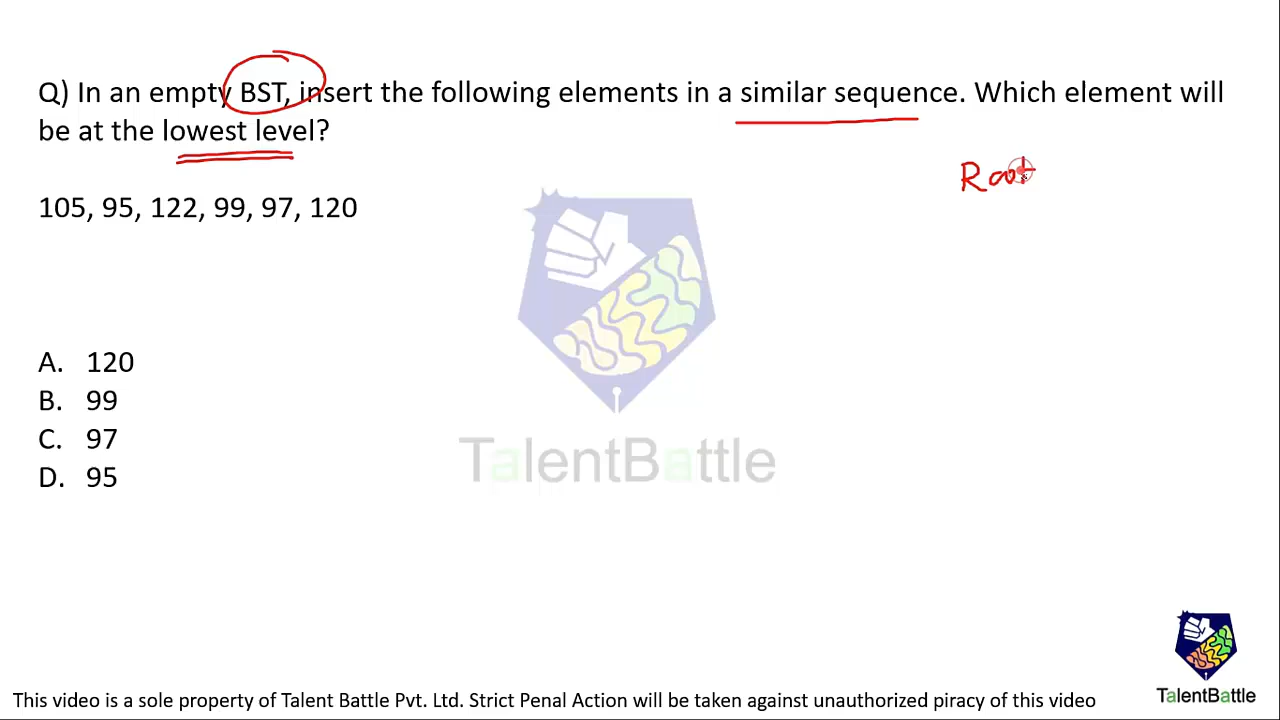 Q) In an empty BST, insert the following elements in a similar sequence. Which element will
be at the lowest level?
Root
105, 95, 122, 99, 97, 120
A. 120
B. 99
C. 97
D. 95
TalentBattle
TalentBattle
This video is a sole property of Talent Battle Pvt. Ltd. Strict Penal Action will be taken against unauthorized piracy of this video